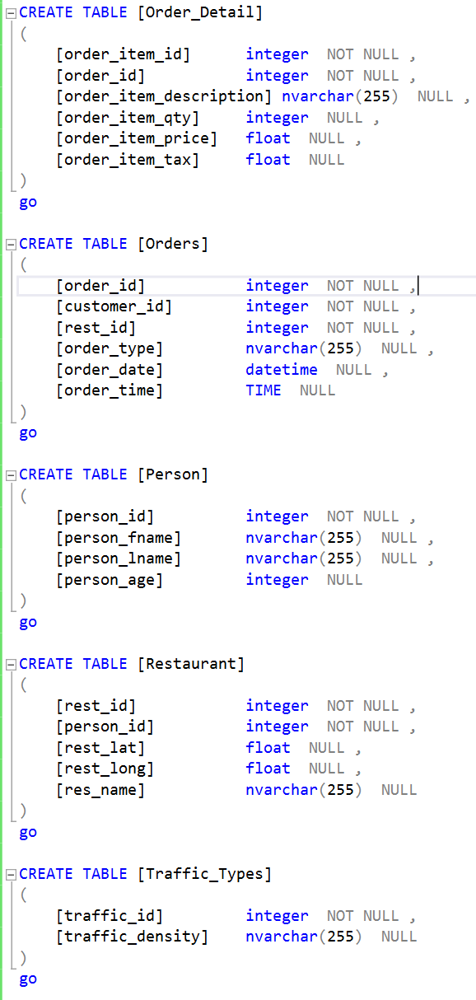 CREATE TABLE [Order_Detail]
(
[order_item_id] integer NOT NULL ,
[order_id] integer NOT NULL ,
[order_item_description] nvarchar(255) NULL ,
[order_item_qty] integer NULL ,
[order_item_price] float NULL ,
[order_item_tax] float NULL
)
go
CREATE TABLE [Orders]
(
[order_id] integer NOT NULL ,
[customer_id] integer NOT NULL ,
[rest_id] integer NOT NULL ,
[order_type] nvarchar(255) NULL ,
[order_date] datetime NULL ,
[order_time] TIME NULL
)
go
CREATE TABLE [Person]
(
[person_id] integer NOT NULL ,
[person_fname] nvarchar(255) NULL ,
[person_lname] nvarchar(255) NULL ,
[person_age] integer NULL
)
go
CREATE TABLE [Restaurant]
(
[rest_id] integer NOT NULL ,
[person_id] integer NOT NULL ,
[rest_lat] float NULL ,
[rest_long] float NULL ,
[res_name] nvarchar(255) NULL
)
go
CREATE TABLE [Traffic_Types]
(
[traffic_id] integer NOT NULL ,
[traffic_density] nvarchar(255) NULL
)
go